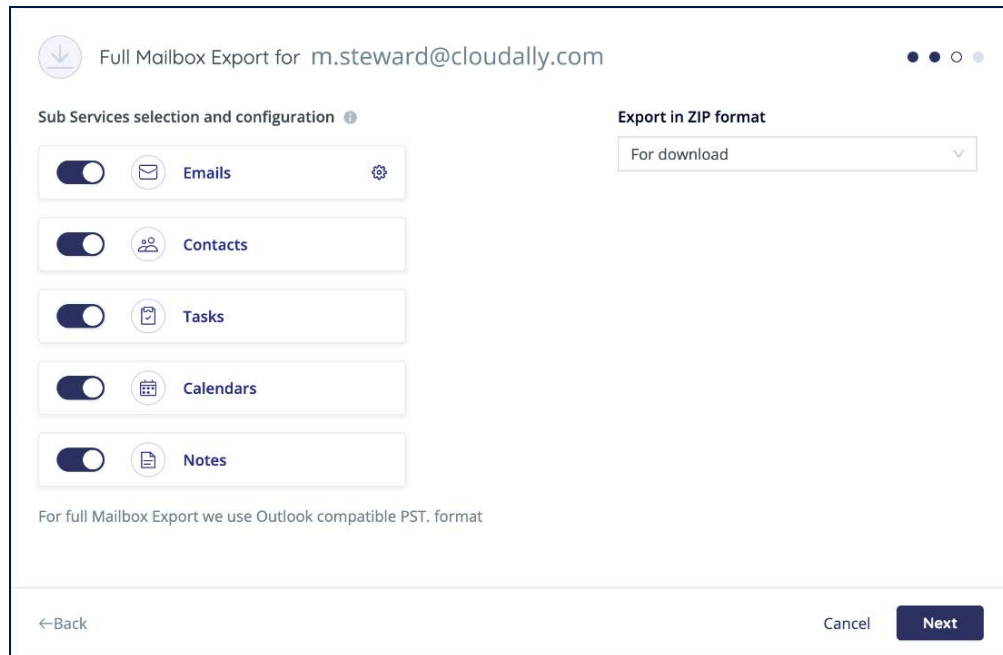 Full Mailbox Export for m.steward@cloudally.com
Sub Services selection and configuration
Export in ZIP format
For download
Emails
Contacts
Tasks
Calendars
Notes
For full Mailbox Export we use Outlook compatible PST. format
←Back
Cancel
Next